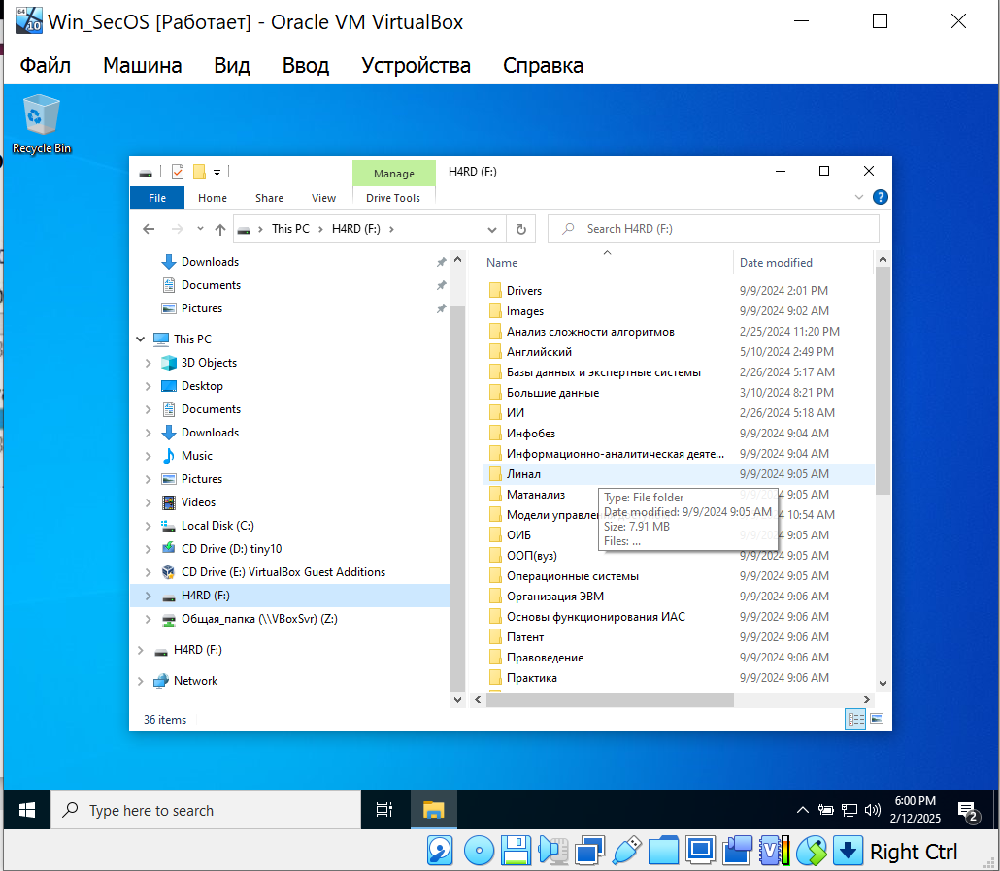 Win_SecOS [Работает] - Oracle VM VirtualBox
Файл Машина Вид Ввод Устройства Справка
Recycle Bin
Manage H4RD (F:)
File Home Share View Drive Tools
This PC H4RD (F:) Search H4RD (F:)
Downloads
Documents
Pictures
This PC
3D Objects
Desktop
Documents
Downloads
Music
Pictures
Videos
Local Disk (C:)
CD Drive (D:) tiny10
CD Drive (E:) VirtualBox Guest Additions
H4RD (F:)
Общая_папка (\\VBoxSvr) (Z:)
H4RD (F:)
Network
Name Date modified
Drivers 9/9/2024 2:01 PM
Images 9/9/2024 9:02 AM
Анализ сложности алгоритмов 2/25/2024 11:20 PM
Английский 5/10/2024 2:49 PM
Базы данных и экспертные системы 2/26/2024 5:17 AM
Большие данные 3/10/2024 8:21 PM
ИИ 2/26/2024 5:18 AM
Инфобез 9/9/2024 9:04 AM
Информационно-аналитическая деяте... 9/9/2024 9:04 AM
Линал 9/9/2024 9:05 AM
Матанализ 9:05 AM
Модели управлен 10:54 AM
ОИБ 9:05 AM
ООП(вуз) 9/9/2024 9:05 AM
Операционные системы 9/9/2024 9:05 AM
Организация ЭВМ 9/9/2024 9:06 AM
Основы функционирования ИАС 9/9/2024 9:06 AM
Патент 9/9/2024 9:06 AM
Правоведение 9/9/2024 9:06 AM
Практика 9/9/2024 9:06 AM
Type: File folder
Date modified: 9/9/2024 9:05 AM
Size: 7.91 MB
Files: ...
36 items
Type here to search
6:00 PM
2/12/2025
2
Right Ctrl